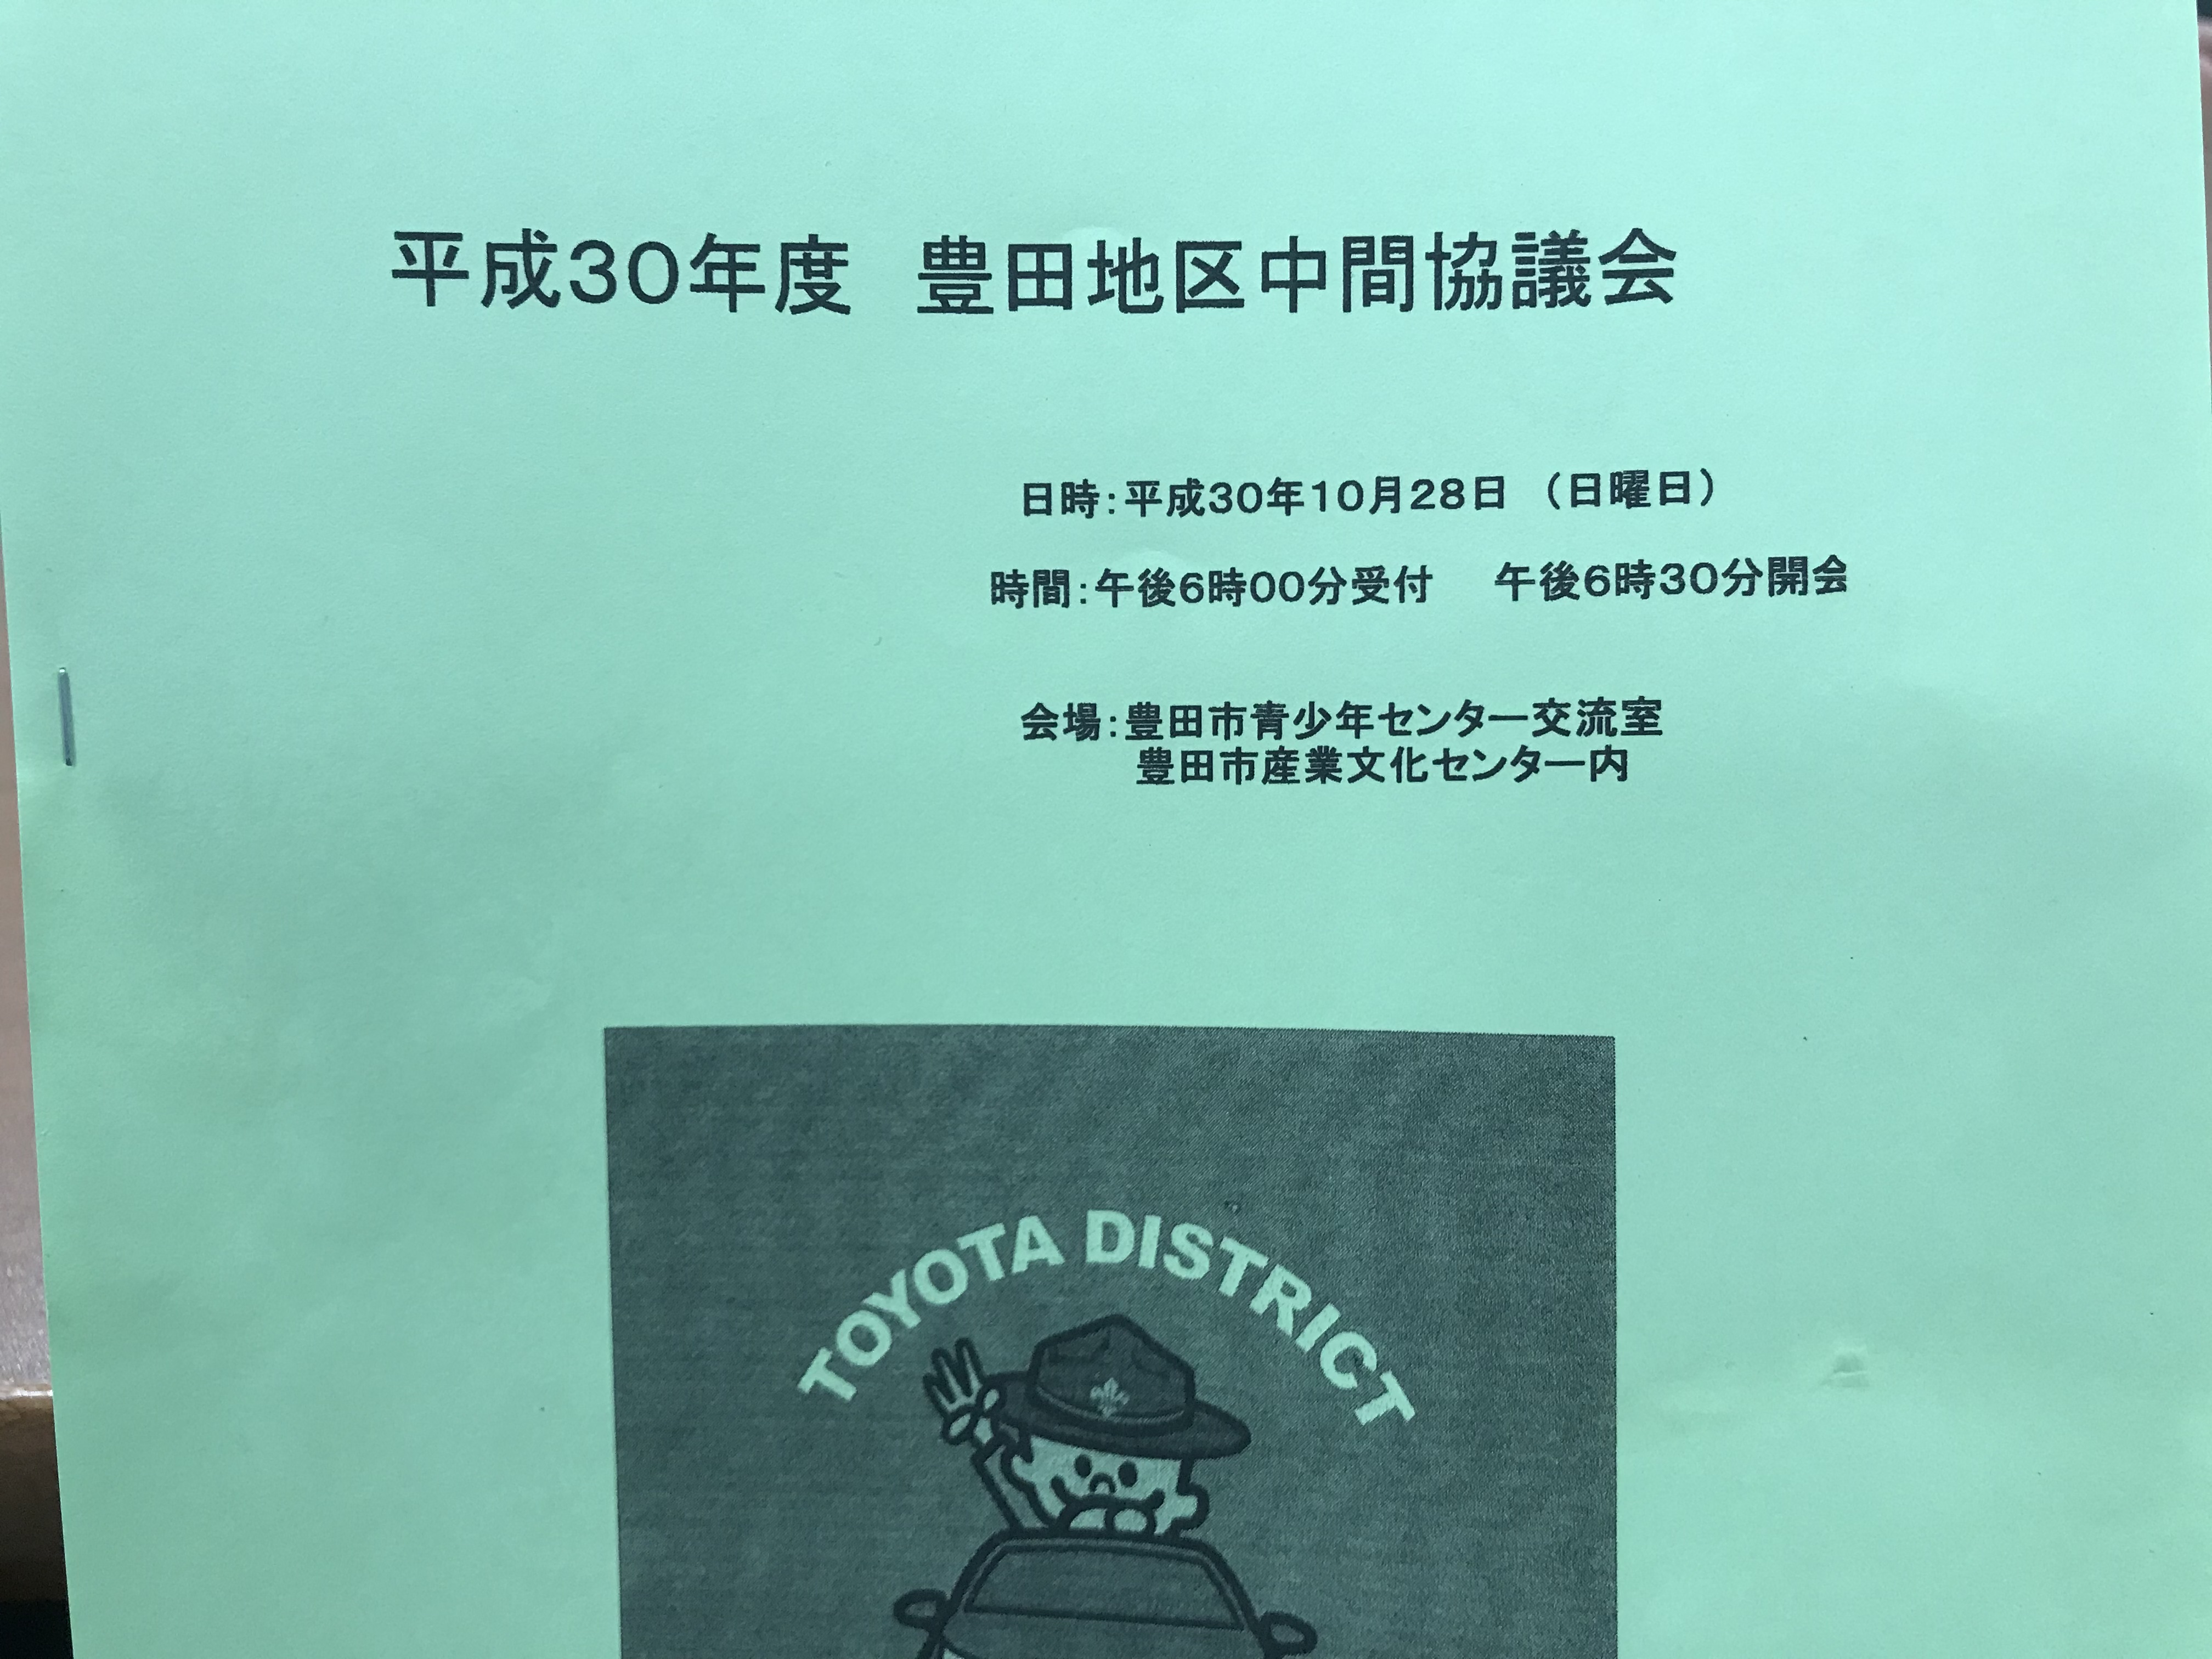 平成30年度　豊田地区中間協議会
日時：平成30年10月28日　（日曜日）
時間：午後6時00分受付　午後6時30分開会
会場：豊田市青少年センター交流室
豊田市産業文化センター内
TOYOTA DISTRICT